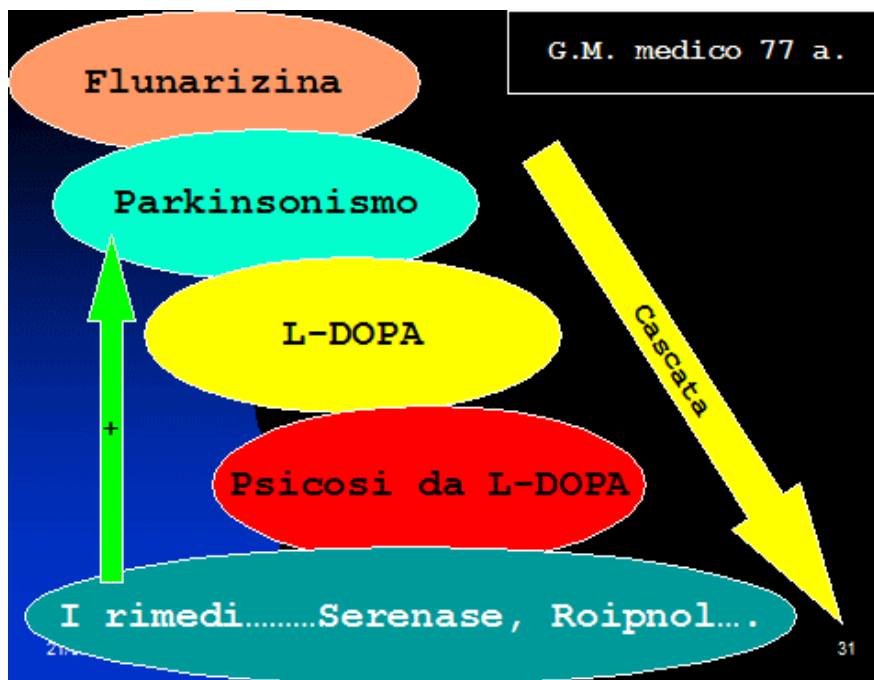 G.M. medico 77 a.
Flunarizina
Parkinsonismo
L-DOPA
Cascata
+
Psicosi da L-DOPA
I rimedi………Serenase, Roipnol….
31